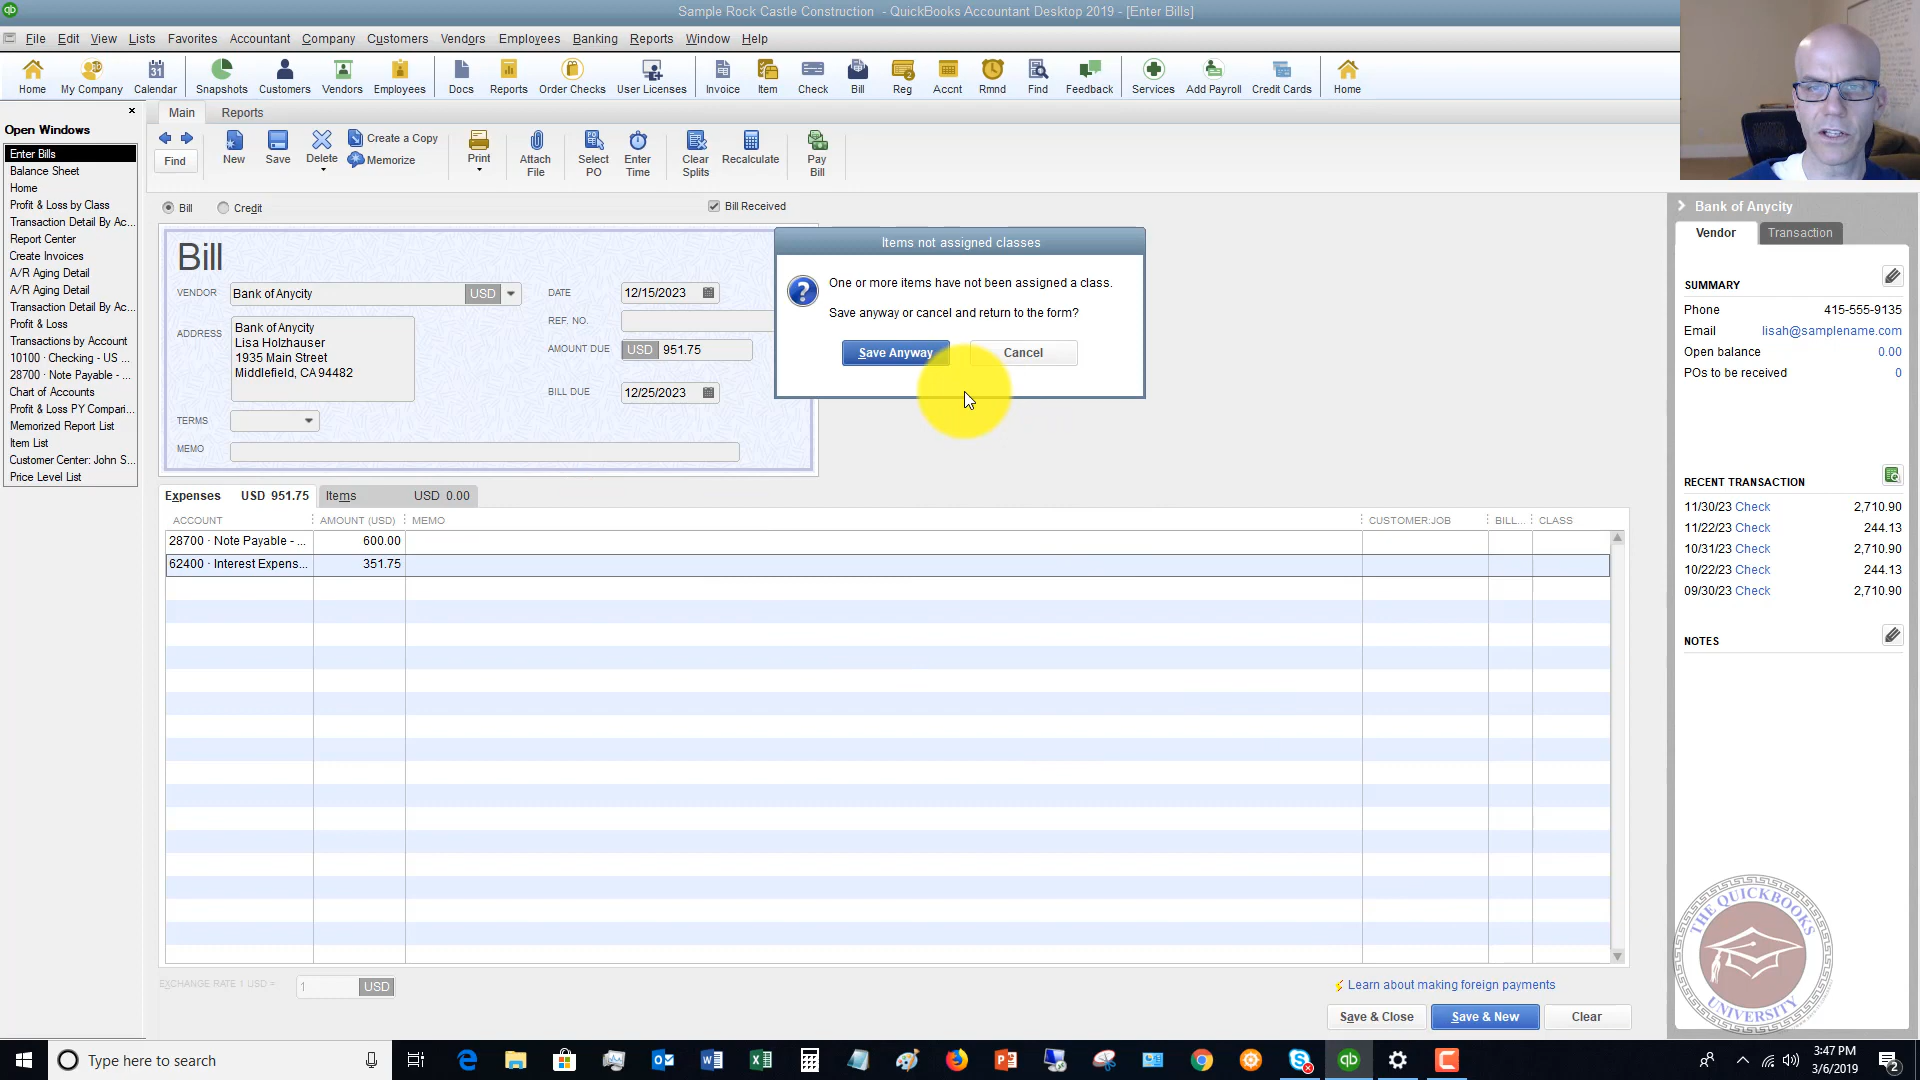 Sample Rock Castle Construction - QuickBooks Accountant Desktop 2019 - [Enter Bills]
File Edit View Lists Favorites Accountant Company Customers Vendors Employees Banking Reports Window Help
Home My Company Calendar Snapshots Customers Vendors Employees Docs Reports Order Checks User Licenses Invoice Item Check Bill Reg Accnt Rmnd Find Feedback Services Add Payroll Credit Cards Home
Open Windows
Enter Bills
Balance Sheet
Home
Profit & Loss by Class
Transaction Detail By Ac...
Report Center
Create Invoices
A/R Aging Detail
A/R Aging Detail
Transaction Detail By Ac...
Profit & Loss
Transactions by Account
10100 · Checking - US ...
28700 · Note Payable - ...
Chart of Accounts
Profit & Loss PY Compari...
Memorized Report List
Item List
Customer Center: John S...
Price Level List
Main Reports
Find New Save Delete Create a Copy
Memorize
Print Attach File Select PO Enter Time Clear Splits Recalculate Pay Bill
Bill Credit Bill Received
Bill
VENDOR Bank of Anycity USD
DATE 12/15/2023
REF. NO.
ADDRESS Bank of Anycity
Lisa Holzhauser
1935 Main Street
Middlefield, CA 94482
AMOUNT DUE USD 951.75
BILL DUE 12/25/2023
TERMS
MEMO
Items not assigned classes
One or more items have not been assigned a class.
Save anyway or cancel and return to the form?
Save Anyway Cancel
Expenses USD 951.75 Items USD 0.00
ACCOUNT AMOUNT (USD) MEMO CUSTOMER:JOB BILL... CLASS
28700 · Note Payable - ... 600.00
62400 · Interest Expens... 351.75
EXCHANGE RATE 1 USD = 1 USD
Learn about making foreign payments
Save & Close Save & New Clear
Bank of Anycity
Vendor Transaction
SUMMARY
Phone 415-555-9135
Email lisah@samplename.com
Open balance 0.00
POs to be received 0
RECENT TRANSACTION
11/30/23 Check 2,710.90
11/22/23 Check 244.13
10/31/23 Check 2,710.90
10/22/23 Check 244.13
09/30/23 Check 2,710.90
NOTES
THE QUICKBOOKS UNIVERSITY
Type here to search
3:47 PM
3/6/2019
2